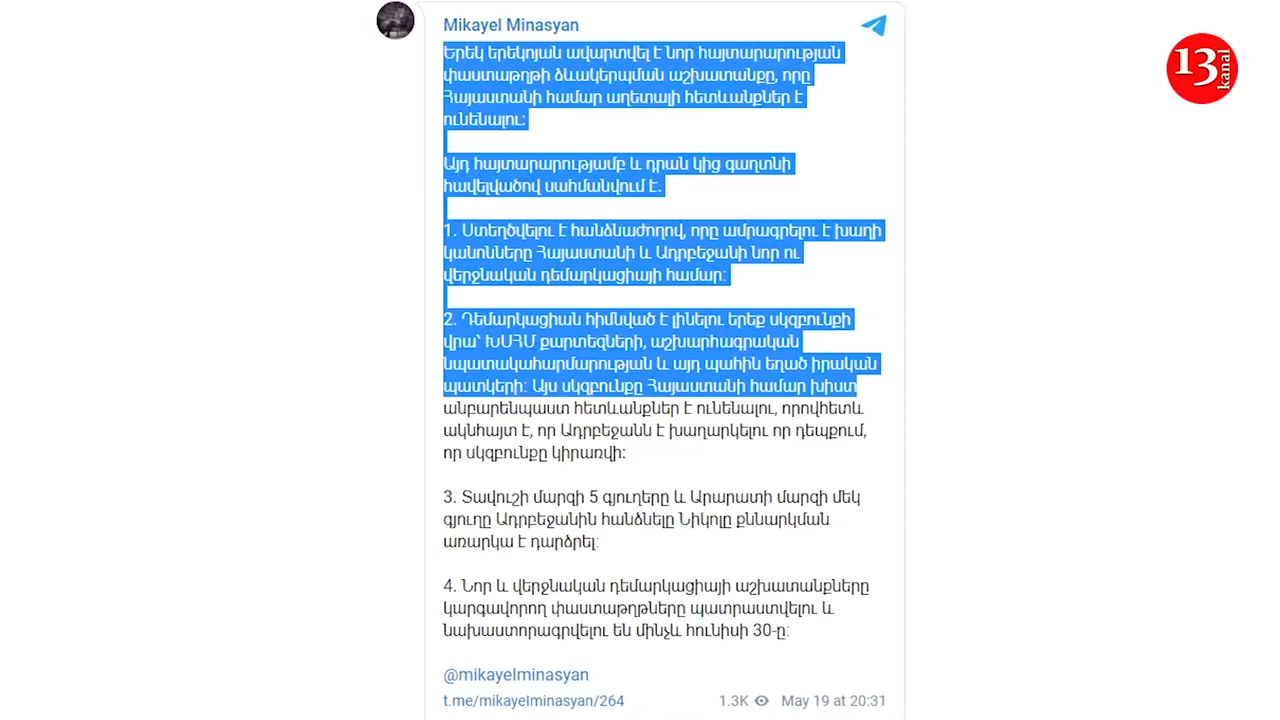 Mikayel Minasyan
Երեկ երեկոյան ավարտվել է նոր հայտարարության
փաստաթղթի ձևակերպման աշխատանքը, որը
Հայաստանի համար աղետալի հետևանքներ է
ունենալու:
Այդ հայտարարությամբ և դրան կից գաղտնի
հավելվածով սահմանվում է.
1. Ստեղծվելու է հանձնաժողով, որը ամրագրելու է խաղի
կանոնները Հայաստանի և Ադրբեջանի նոր ու
վերջնական դեմարկացիայի համար։
2. Դեմարկացիան հիմնված է լինելու երեք սկզբունքի
վրա՝ ԽՍՀՄ քարտեզների, աշխարհագրական
նպատակահարմարության և այդ պահին եղած իրական
պատկերի։ Այս սկզբունքը Հայաստանի համար խիստ
անբարենպաստ հետևանքներ է ունենալու, որովհետև
ակնհայտ է, որ Ադրբեջանն է խաղարկելու որ դեպքում,
որ սկզբունքը կիրառվի:
3. Տավուշի մարզի 5 գյուղերը և Արարատի մարզի մեկ
գյուղը Ադրբեջանին հանձնելը Նիկոլը քննարկման
առարկա է դարձրել։
4. Նոր և վերջնական դեմարկացիայի աշխատանքները
կարգավորող փաստաթղթները պատրաստվելու և
նախաստորագրվելու են մինչև հունիսի 30-ը։
@mikayelminasyan
t.me/mikayelminasyan/264 1.3K May 19 at 20:31
13 kanal